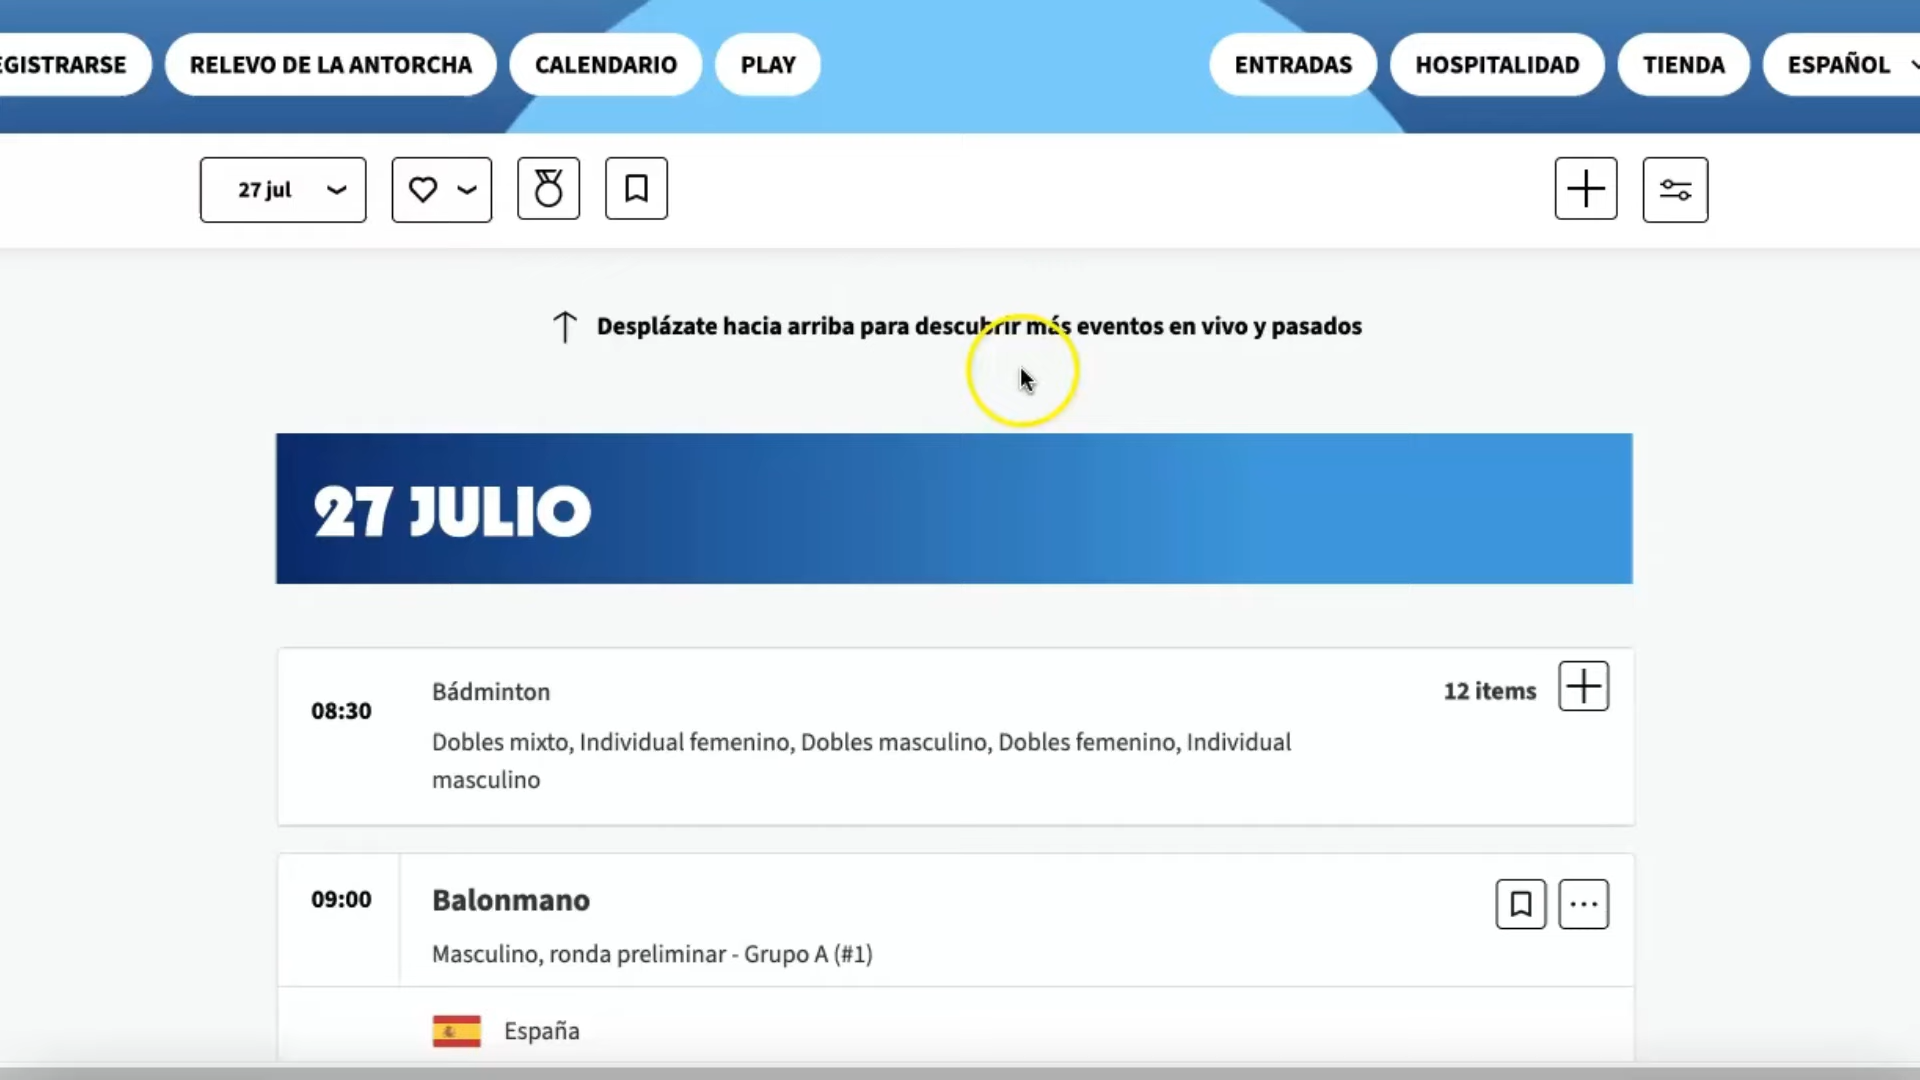 EGISTRARSE
RELEVO DE LA ANTORCHA
CALENDARIO
PLAY
ENTRADAS
HOSPITALIDAD
TIENDA
ESPAÑOL
27 jul
Desplázate hacia arriba para descubrir más eventos en vivo y pasados
27 JULIO
08:30
Bádminton
12 items
Dobles mixto, Individual femenino, Dobles masculino, Dobles femenino, Individual
masculino
09:00
Balonmano
Masculino, ronda preliminar - Grupo A (#1)
España